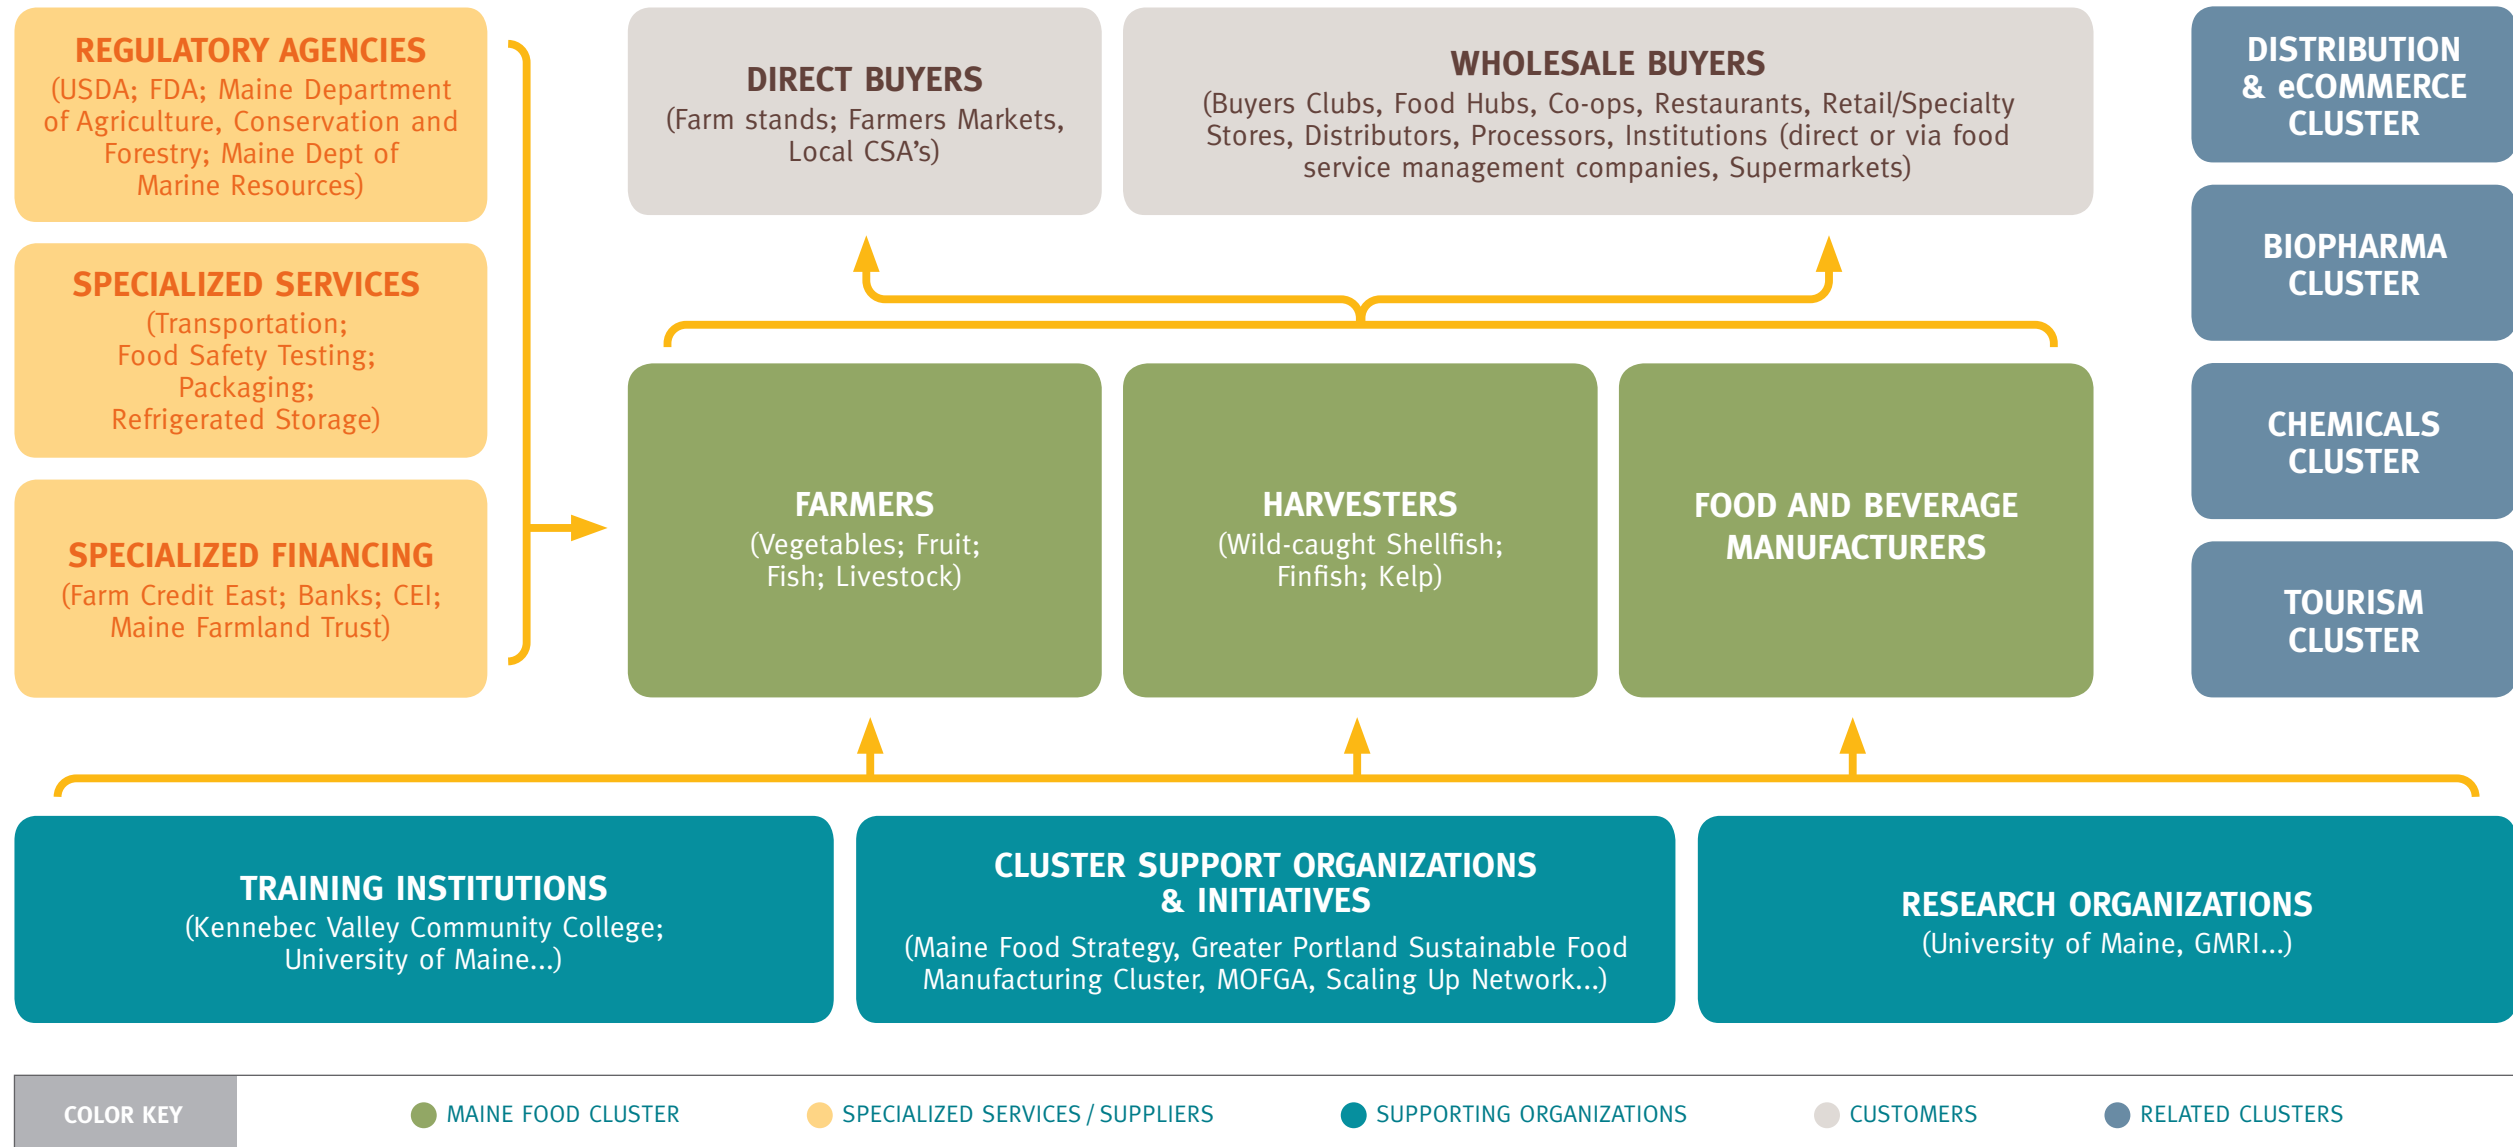 REGULATORY AGENCIES
(USDA; FDA; Maine Department
of Agriculture, Conservation and
Forestry; Maine Dept of
Marine Resources)
SPECIALIZED SERVICES
(Transportation;
Food Safety Testing;
Packaging;
Refrigerated Storage)
SPECIALIZED FINANCING
(Farm Credit East; Banks; CEI;
Maine Farmland Trust)
DIRECT BUYERS
(Farm stands; Farmers Markets,
Local CSA's)
WHOLESALE BUYERS
(Buyers Clubs, Food Hubs, Co-ops, Restaurants, Retail/Specialty
Stores, Distributors, Processors, Institutions (direct or via food
service management companies, Supermarkets)
FARMERS
(Vegetables; Fruit;
Fish; Livestock)
HARVESTERS
(Wild-caught Shellfish;
Finfish; Kelp)
FOOD AND BEVERAGE
MANUFACTURERS
DISTRIBUTION
& eCOMMERCE
CLUSTER
BIOPHARMA
CLUSTER
CHEMICALS
CLUSTER
TOURISM
CLUSTER
TRAINING INSTITUTIONS
(Kennebec Valley Community College;
University of Maine...)
CLUSTER SUPPORT ORGANIZATIONS
& INITIATIVES
(Maine Food Strategy, Greater Portland Sustainable Food
Manufacturing Cluster, MOFGA, Scaling Up Network...)
RESEARCH ORGANIZATIONS
(University of Maine, GMRI...)
COLOR KEY
MAINE FOOD CLUSTER
SPECIALIZED SERVICES / SUPPLIERS
SUPPORTING ORGANIZATIONS
CUSTOMERS
RELATED CLUSTERS